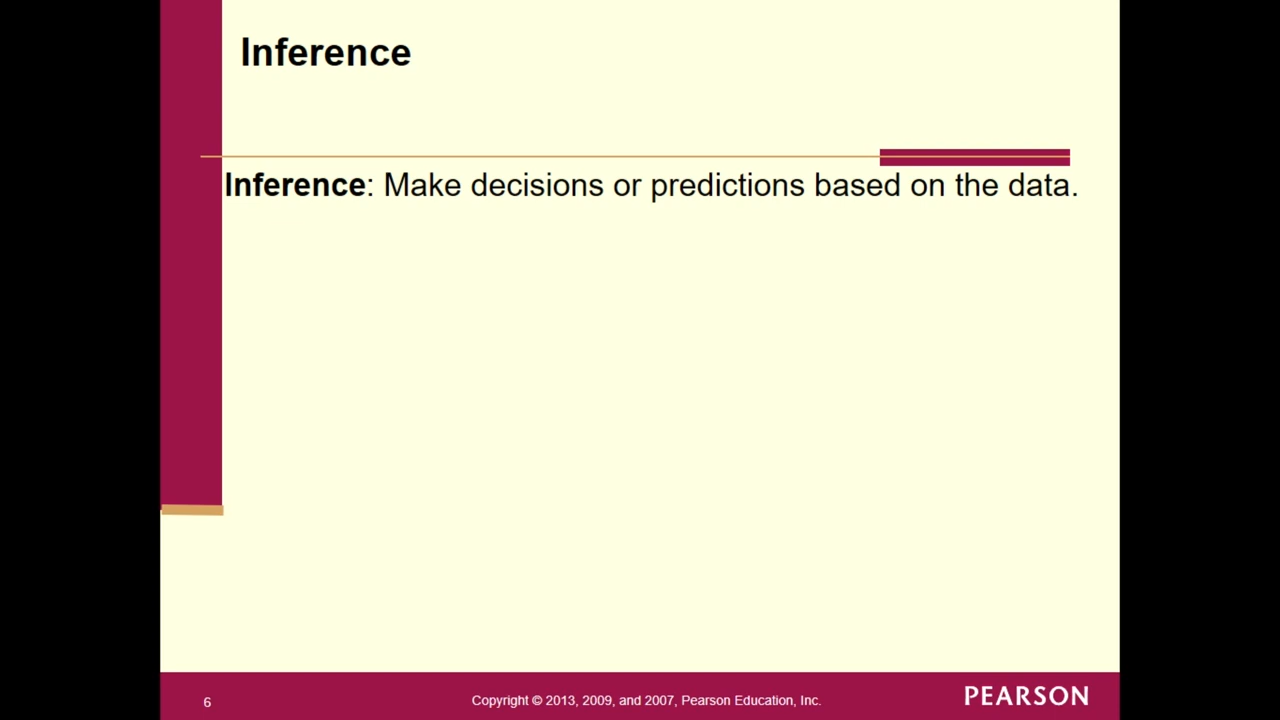 Inference
Inference: Make decisions or predictions based on the data.
6
Copyright © 2013, 2009, and 2007, Pearson Education, Inc.
PEARSON